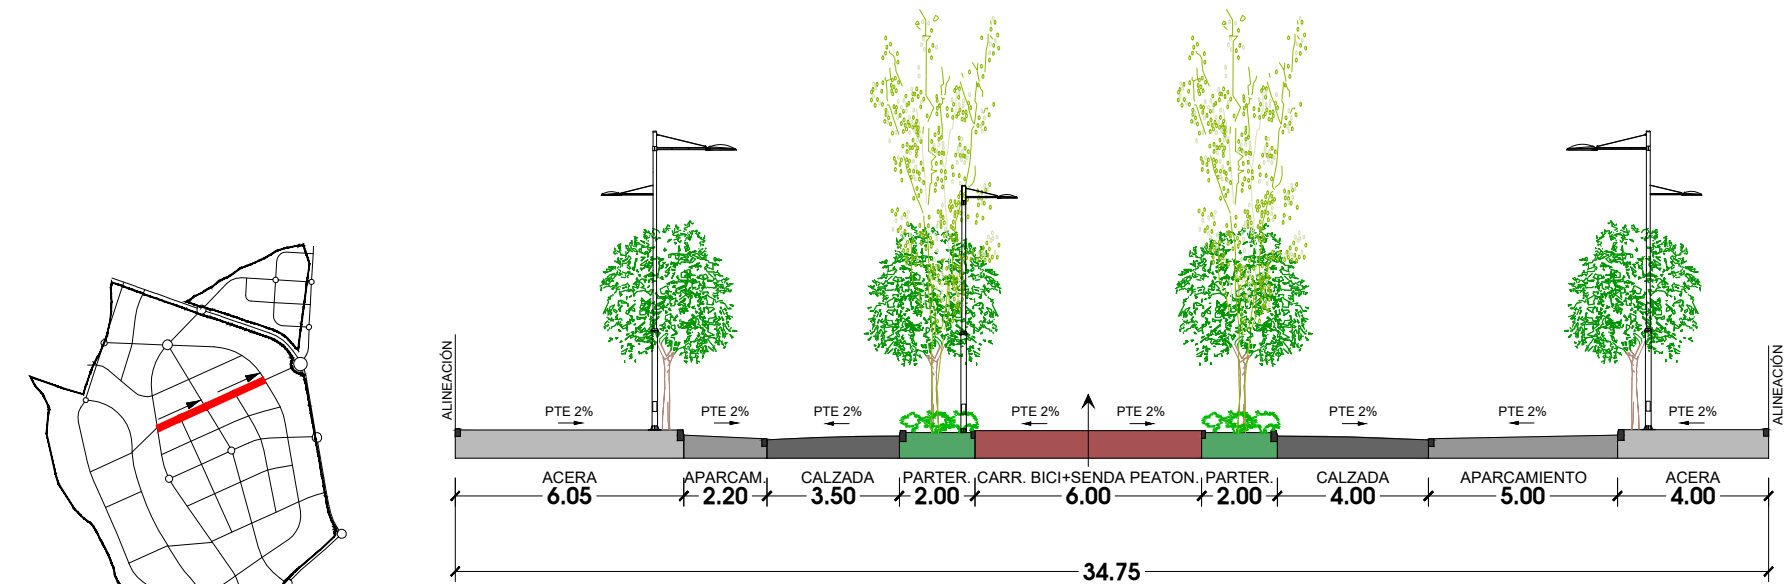 ALINEACIÓN
ALINEACIÓN
PTE 2% PTE 2% PTE 2% PTE 2% PTE 2% PTE 2% PTE 2% PTE 2%
ACERA APARCAM. CALZADA PARTER. CARR. BICI+SENDA PEATON. PARTER. CALZADA APARCAMIENTO ACERA
6.05 2.20 3.50 2.00 6.00 2.00 4.00 5.00 4.00
34.75